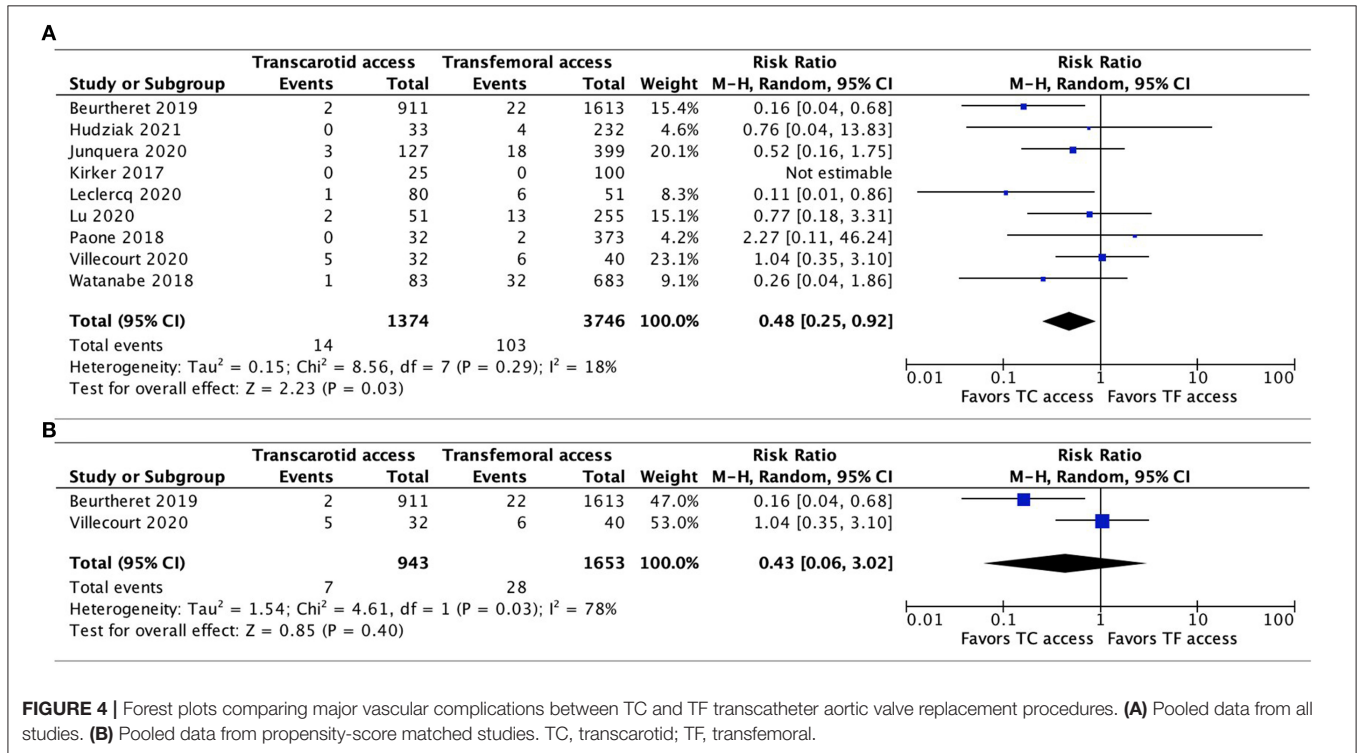 A
Transcarotid access Transfemoral access Risk Ratio Risk Ratio
Study or Subgroup Events Total Events Total Weight M-H, Random, 95% CI M-H, Random, 95% CI
Beurtheret 2019 2 911 22 1613 15.4% 0.16 [0.04, 0.68]
Hudziak 2021 0 33 4 232 4.6% 0.76 [0.04, 13.83]
Junquera 2020 3 127 18 399 20.1% 0.52 [0.16, 1.75]
Kirker 2017 0 25 0 100 Not estimable
Leclercq 2020 1 80 6 51 8.3% 0.11 [0.01, 0.86]
Lu 2020 2 51 13 255 15.1% 0.77 [0.18, 3.31]
Paone 2018 0 32 2 373 4.2% 2.27 [0.11, 46.24]
Villecourt 2020 5 32 6 40 23.1% 1.04 [0.35, 3.10]
Watanabe 2018 1 83 32 683 9.1% 0.26 [0.04, 1.86]
Total (95% CI) 1374 3746 100.0% 0.48 [0.25, 0.92]
Total events 14 103
Heterogeneity: Tau² = 0.15; Chi² = 8.56, df = 7 (P = 0.29); I² = 18%
Test for overall effect: Z = 2.23 (P = 0.03)
0.01 0.1 1 10 100
Favors TC access Favors TF access
B
Transcarotid access Transfemoral access Risk Ratio Risk Ratio
Study or Subgroup Events Total Events Total Weight M-H, Random, 95% CI M-H, Random, 95% CI
Beurtheret 2019 2 911 22 1613 47.0% 0.16 [0.04, 0.68]
Villecourt 2020 5 32 6 40 53.0% 1.04 [0.35, 3.10]
Total (95% CI) 943 1653 100.0% 0.43 [0.06, 3.02]
Total events 7 28
Heterogeneity: Tau² = 1.54; Chi² = 4.61, df = 1 (P = 0.03); I² = 78%
Test for overall effect: Z = 0.85 (P = 0.40)
0.01 0.1 1 10 100
Favors TC access Favors TF access
FIGURE 4 | Forest plots comparing major vascular complications between TC and TF transcatheter aortic valve replacement procedures. (A) Pooled data from all
studies. (B) Pooled data from propensity-score matched studies. TC, transcarotid; TF, transfemoral.